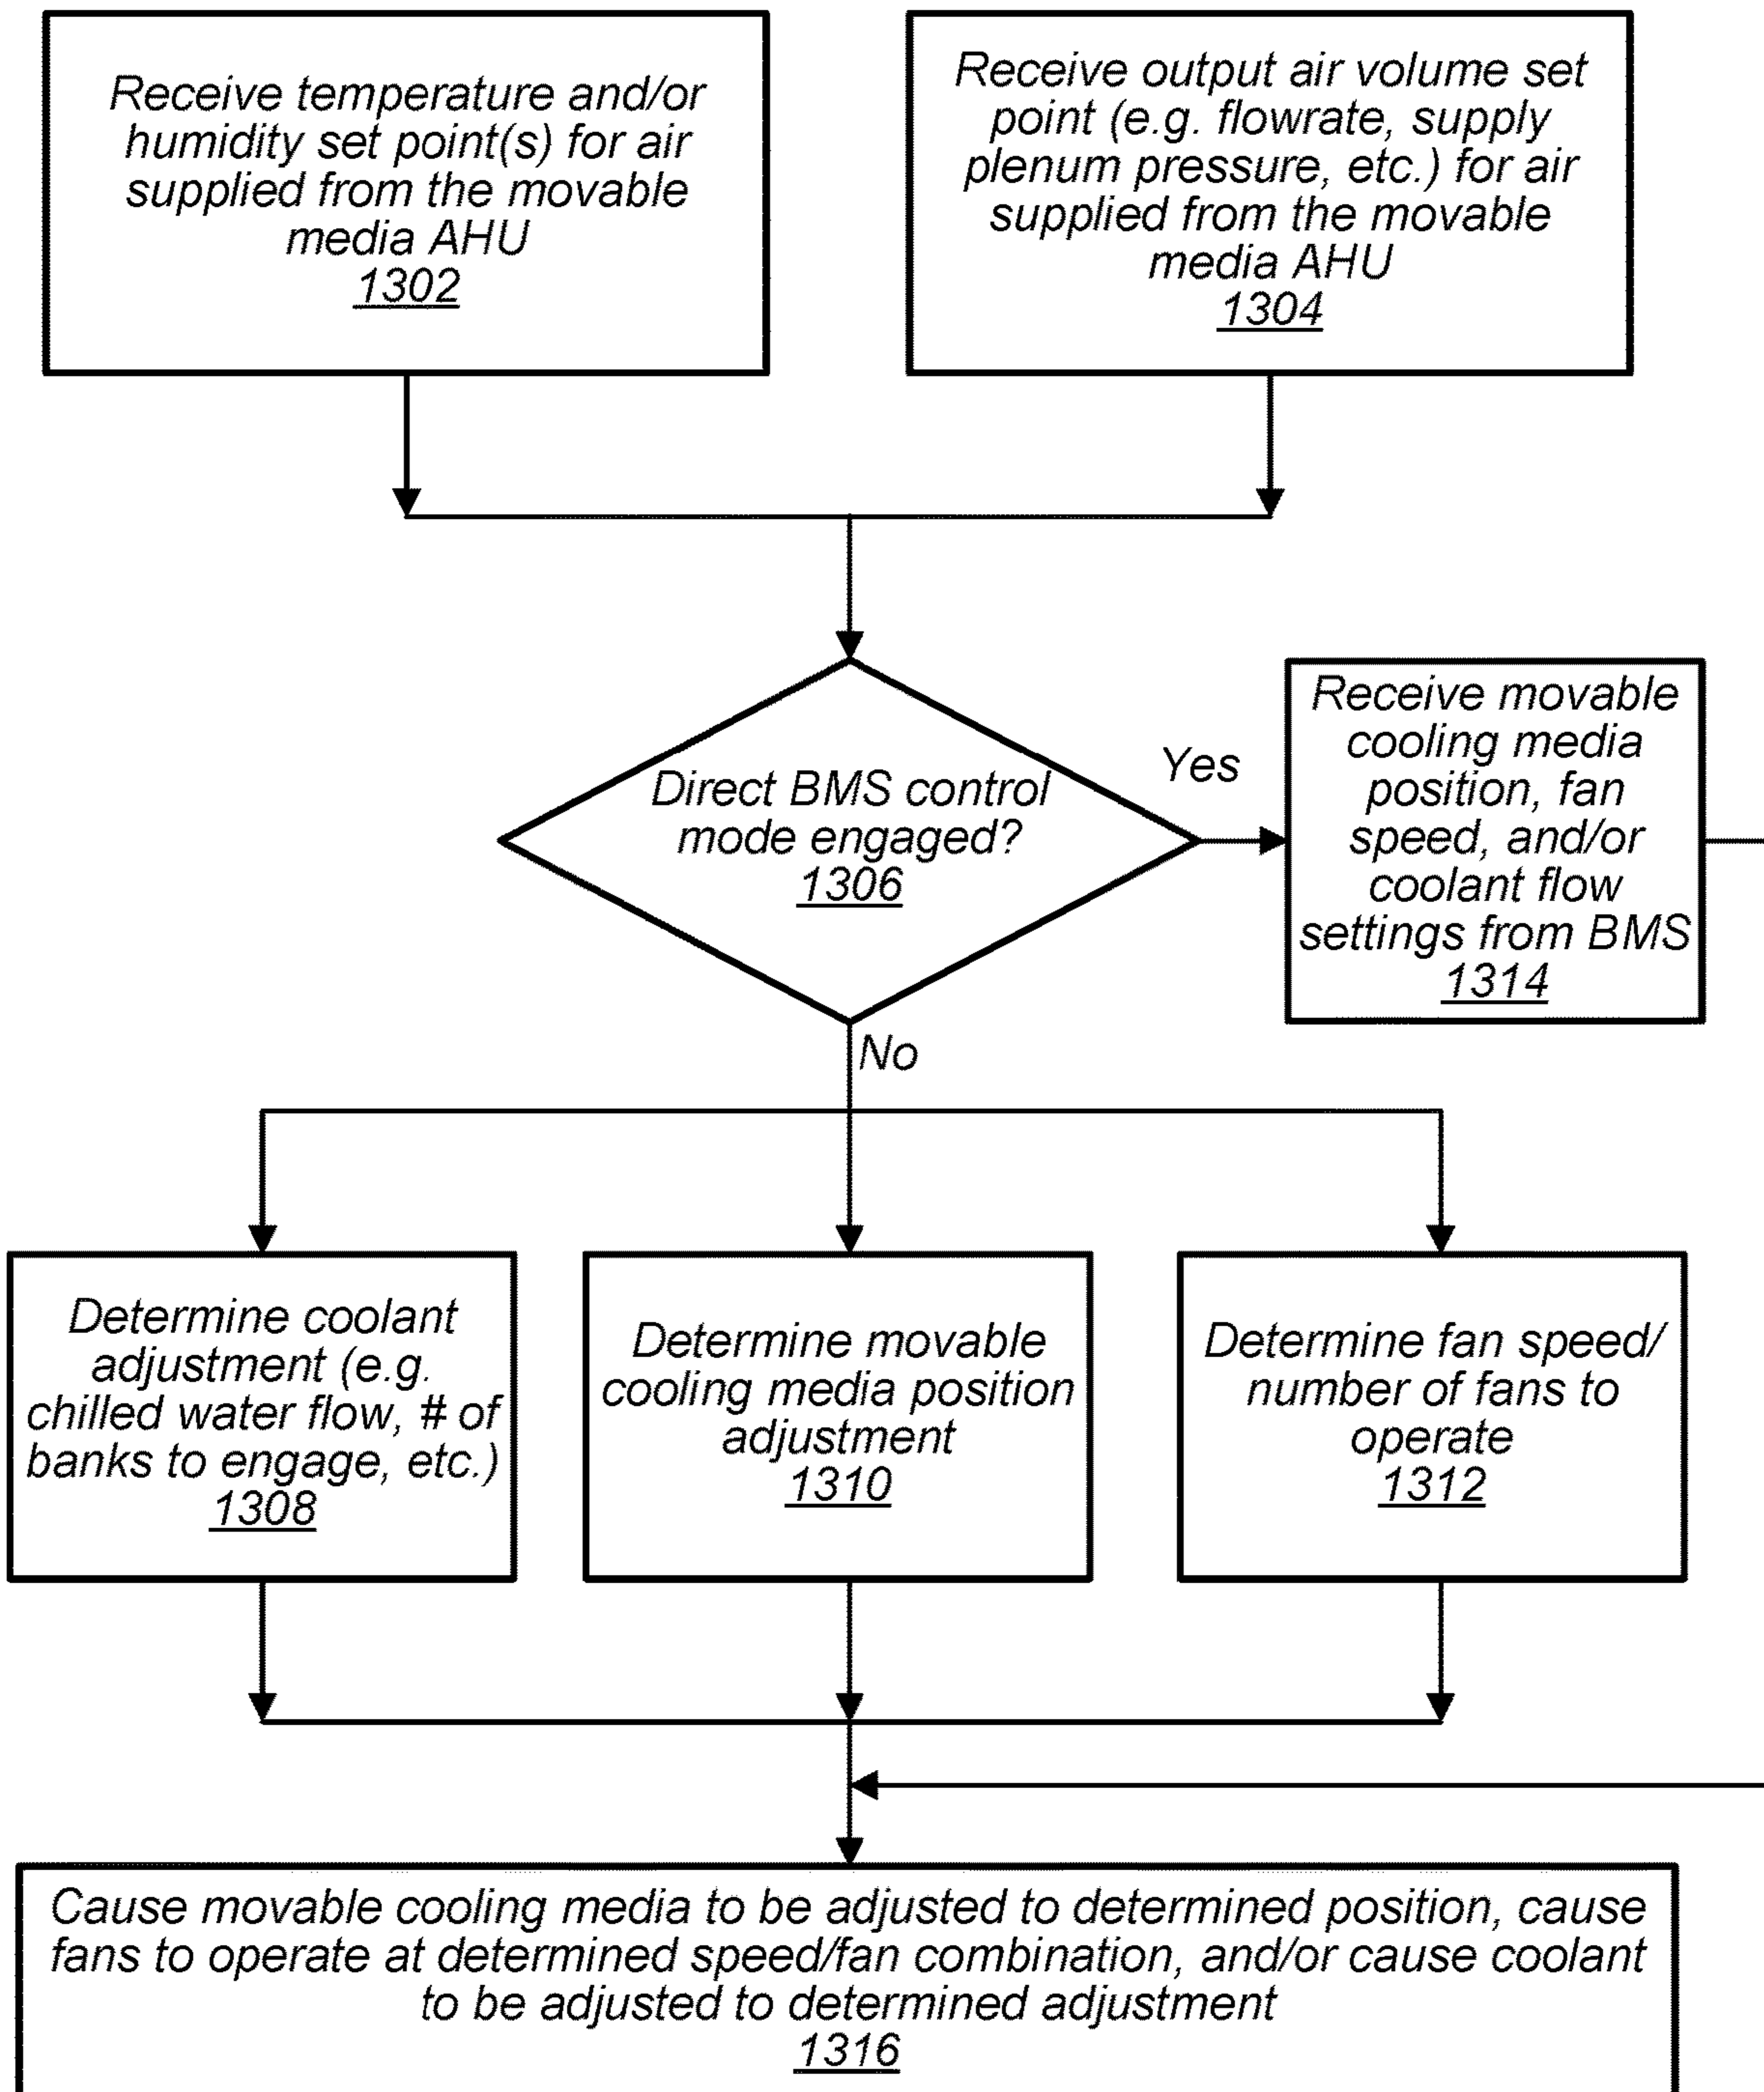 Receive temperature and/or
humidity set point(s) for air
supplied from the movable
media AHU
1302
Receive output air volume set
point (e.g. flowrate, supply
plenum pressure, etc.) for air
supplied from the movable
media AHU
1304
Direct BMS control
mode engaged?
1306
Yes
Receive movable
cooling media
position, fan
speed, and/or
coolant flow
settings from BMS
1314
No
Determine coolant
adjustment (e.g.
chilled water flow, # of
banks to engage, etc.)
1308
Determine movable
cooling media position
adjustment
1310
Determine fan speed/
number of fans to
operate
1312
Cause movable cooling media to be adjusted to determined position, cause
fans to operate at determined speed/fan combination, and/or cause coolant
to be adjusted to determined adjustment
1316